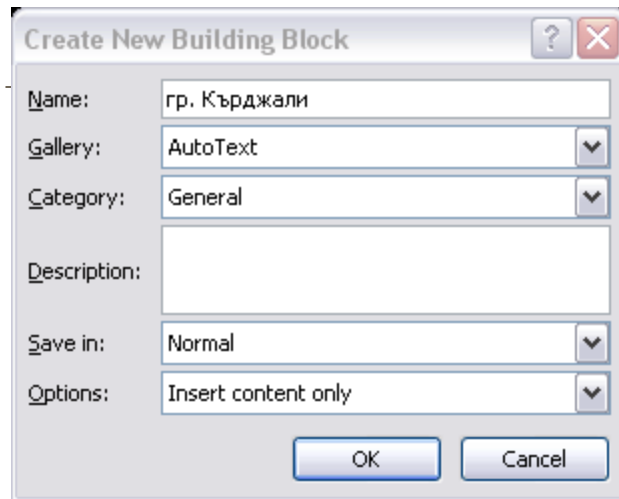 Create New Building Block
?
Name: гр. Кърджали
Gallery: AutoText
Category: General
Description:
Save in: Normal
Options: Insert content only
OK Cancel